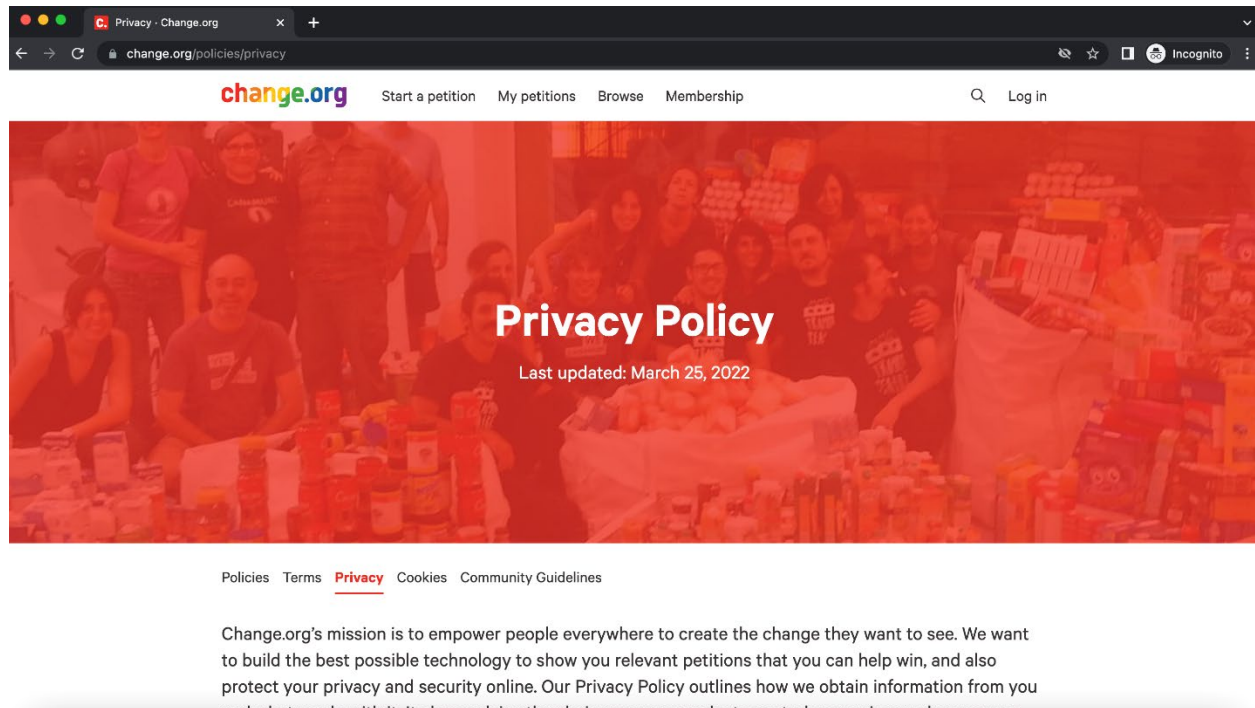 C. Privacy · Change.org
change.org/policies/privacy
Incognito
change.org
Start a petition My petitions Browse Membership
Log in
Privacy Policy
Last updated: March 25, 2022
Policies Terms Privacy Cookies Community Guidelines
Change.org's mission is to empower people everywhere to create the change they want to see. We want
to build the best possible technology to show you relevant petitions that you can help win, and also
protect your privacy and security online. Our Privacy Policy outlines how we obtain information from you